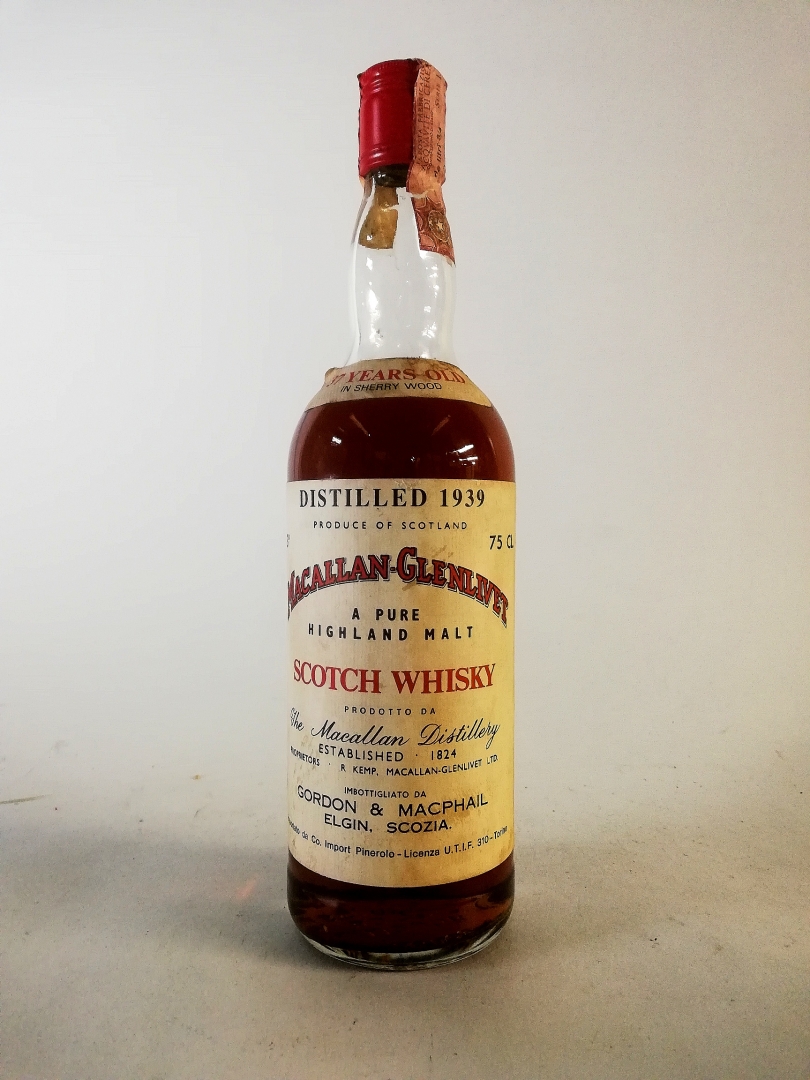 YEARS OLD
IN SHERRY WOOD
DISTILLED 1939
PRODUCE OF SCOTLAND
75 CL
MACALLAN-GLENLIVET
A PURE
HIGHLAND MALT
SCOTCH WHISKY
PRODOTTO DA
The Macallan Distillery
ESTABLISHED · 1824
PROPRIETORS · R. KEMP, MACALLAN-GLENLIVET LTD.
IMBOTTIGLIATO DA
GORDON & MACPHAIL
ELGIN, SCOZIA.
da Co. Import Pinerolo - Licenza U.T.I.F. 310 - Torino